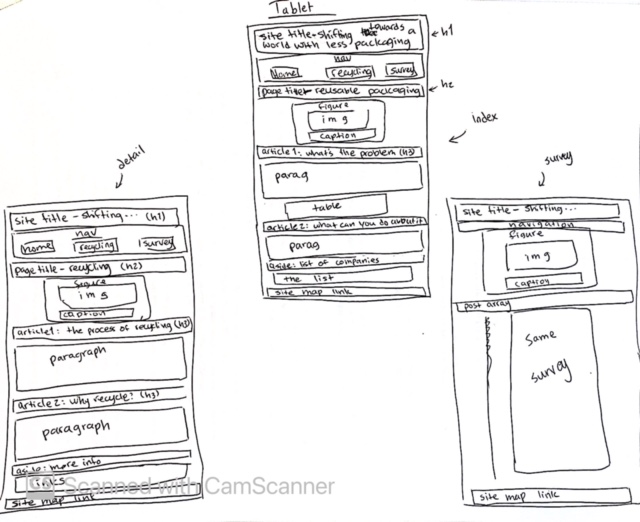 Tablet
site title - shifting towards a
world with less packaging
h1
nav
Home
recycling
survey
page title - reusable packaging
h2
figure
img
caption
article 1: what's the problem (h3)
parag
table
article 2: what can you do about it
parag
aside: list of companies
the list
site map link
index
detail
site title - shifting... (h1)
nav
home
recycling
survey
page title - recycling (h2)
figure
img
caption
article 1: the process of recycling (h3)
paragraph
article 2: why recycle? (h3)
paragraph
aside: more info
links
site map link
survey
site title - shifting...
navigation
figure
img
caption
post array
same
survey
site map link
CS Scanned with CamScanner